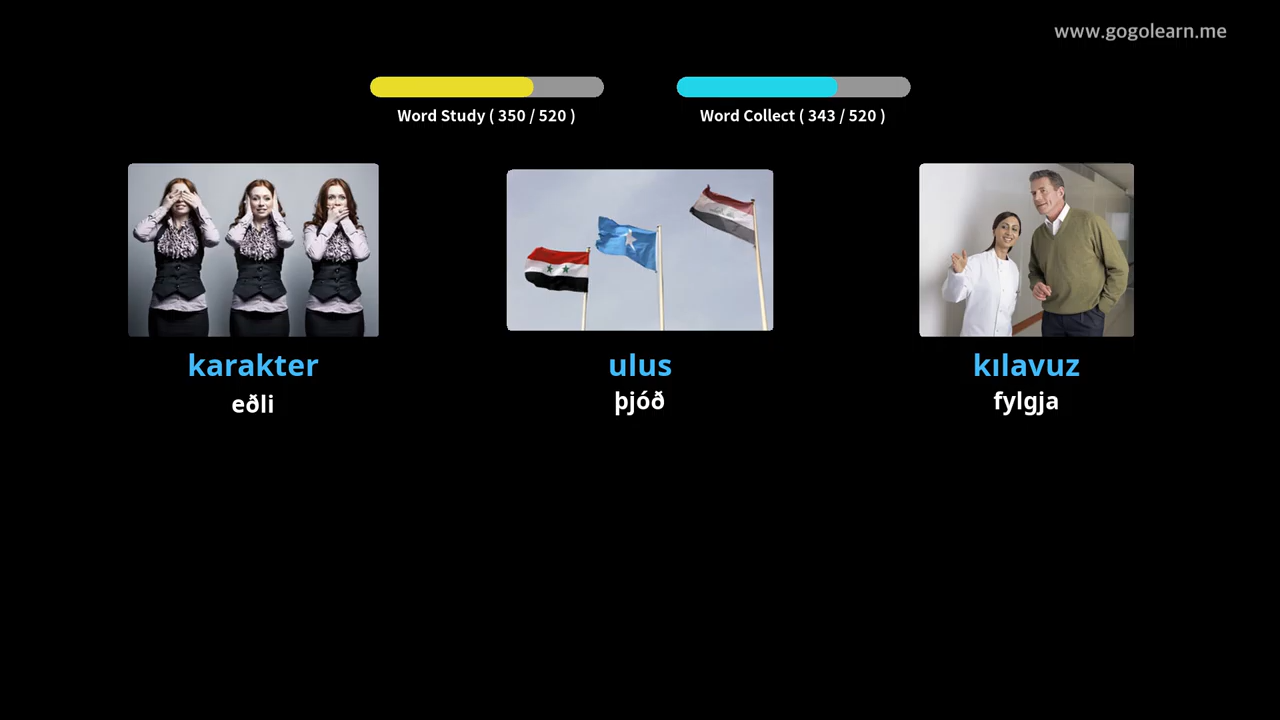 www.gogolearn.me
Word Study ( 350 / 520 )
Word Collect ( 343 / 520 )
karakter
eðli
ulus
þjóð
kılavuz
fylgja